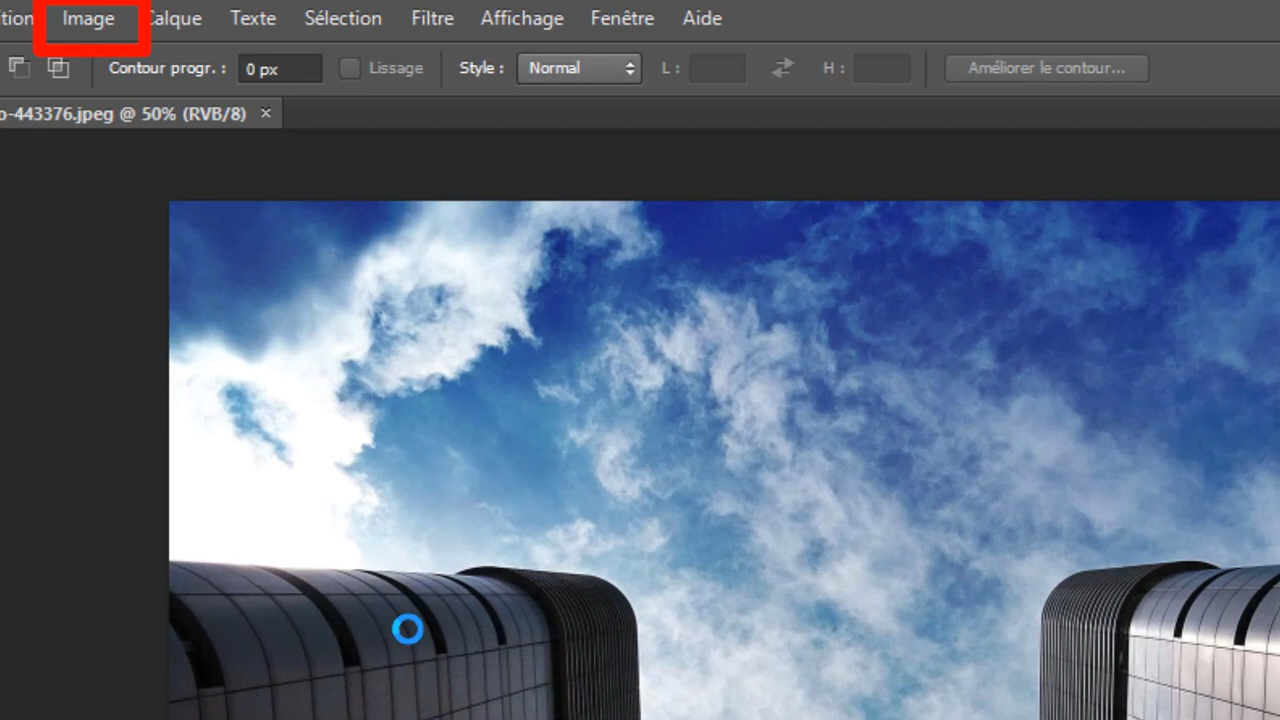 tion Image Calque Texte Sélection Filtre Affichage Fenêtre Aide
Contour progr. : 0 px Lissage Style : Normal L : H : Améliorer le contour...
o-443376.jpeg @ 50% (RVB/8) ×